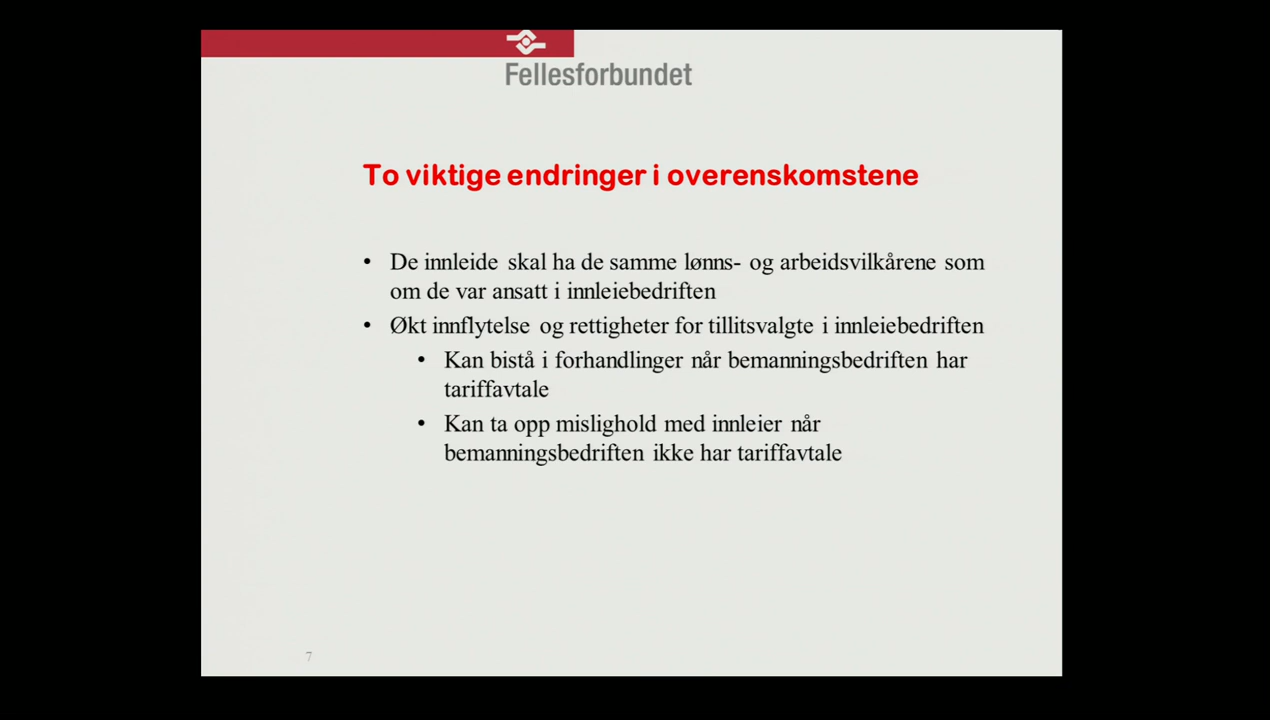 Fellesforbundet
To viktige endringer i overenskomstene
• De innleide skal ha de samme lønns- og arbeidsvilkårene som
om de var ansatt i innleiebedriften
• Økt innflytelse og rettigheter for tillitsvalgte i innleiebedriften
• Kan bistå i forhandlinger når bemanningsbedriften har
tariffavtale
• Kan ta opp mislighold med innleier når
bemanningsbedriften ikke har tariffavtale
7